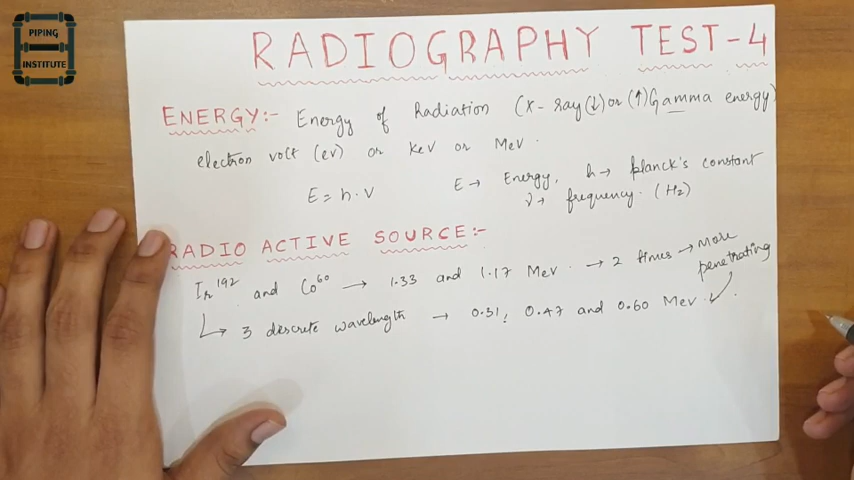 PIPING
INSTITUTE
RADIOGRAPHY TEST-4
ENERGY:- Energy of Radiation (X-ray(↓) or (↑)Gamma energy)
electron volt (ev) or KeV or MeV.
E = h·ν E → Energy, h → planck's constant
ν → frequency. (Hz)
RADIO ACTIVE SOURCE:-
Ir192 and Co60 → 1.33 and 1.17 MeV. → 2 times → More penetrating
↳ 3 discrete wavelength → 0.31, 0.47 and 0.60 MeV.